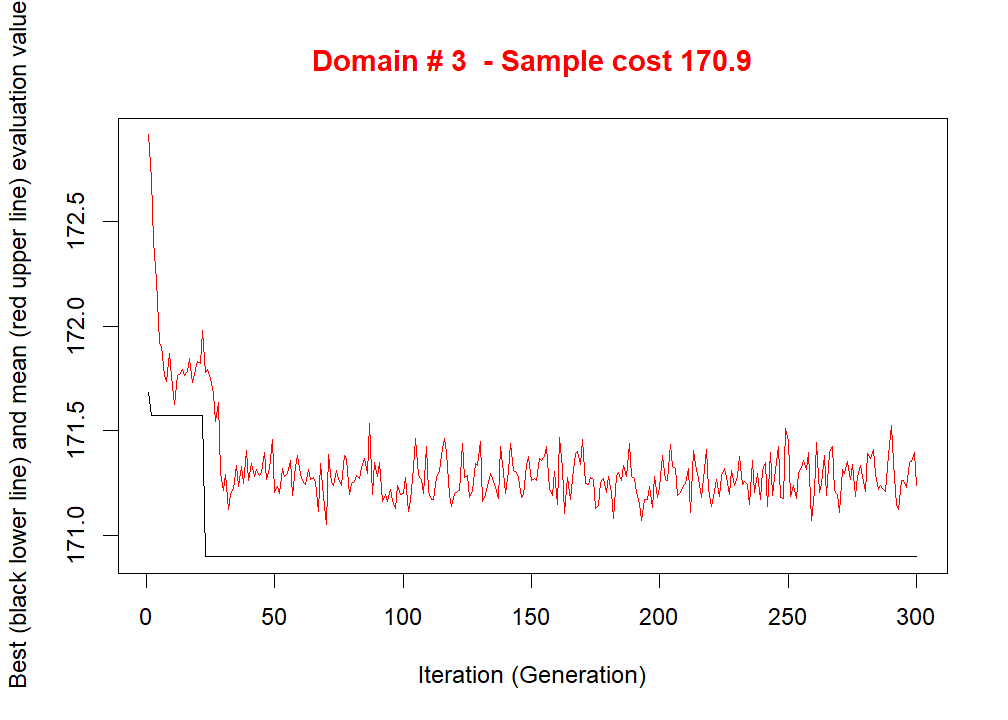 Domain # 3  - Sample cost 170.9
Best (black lower line) and mean (red upper line) evaluation value
172.5
172.0
171.5
171.0
0 50 100 150 200 250 300
Iteration (Generation)